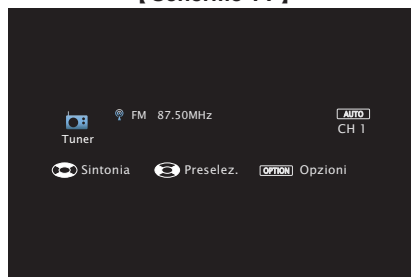 FM 87.50MHz
AUTO
CH 1
Tuner
Sintonia Preselez. OPTION Opzioni